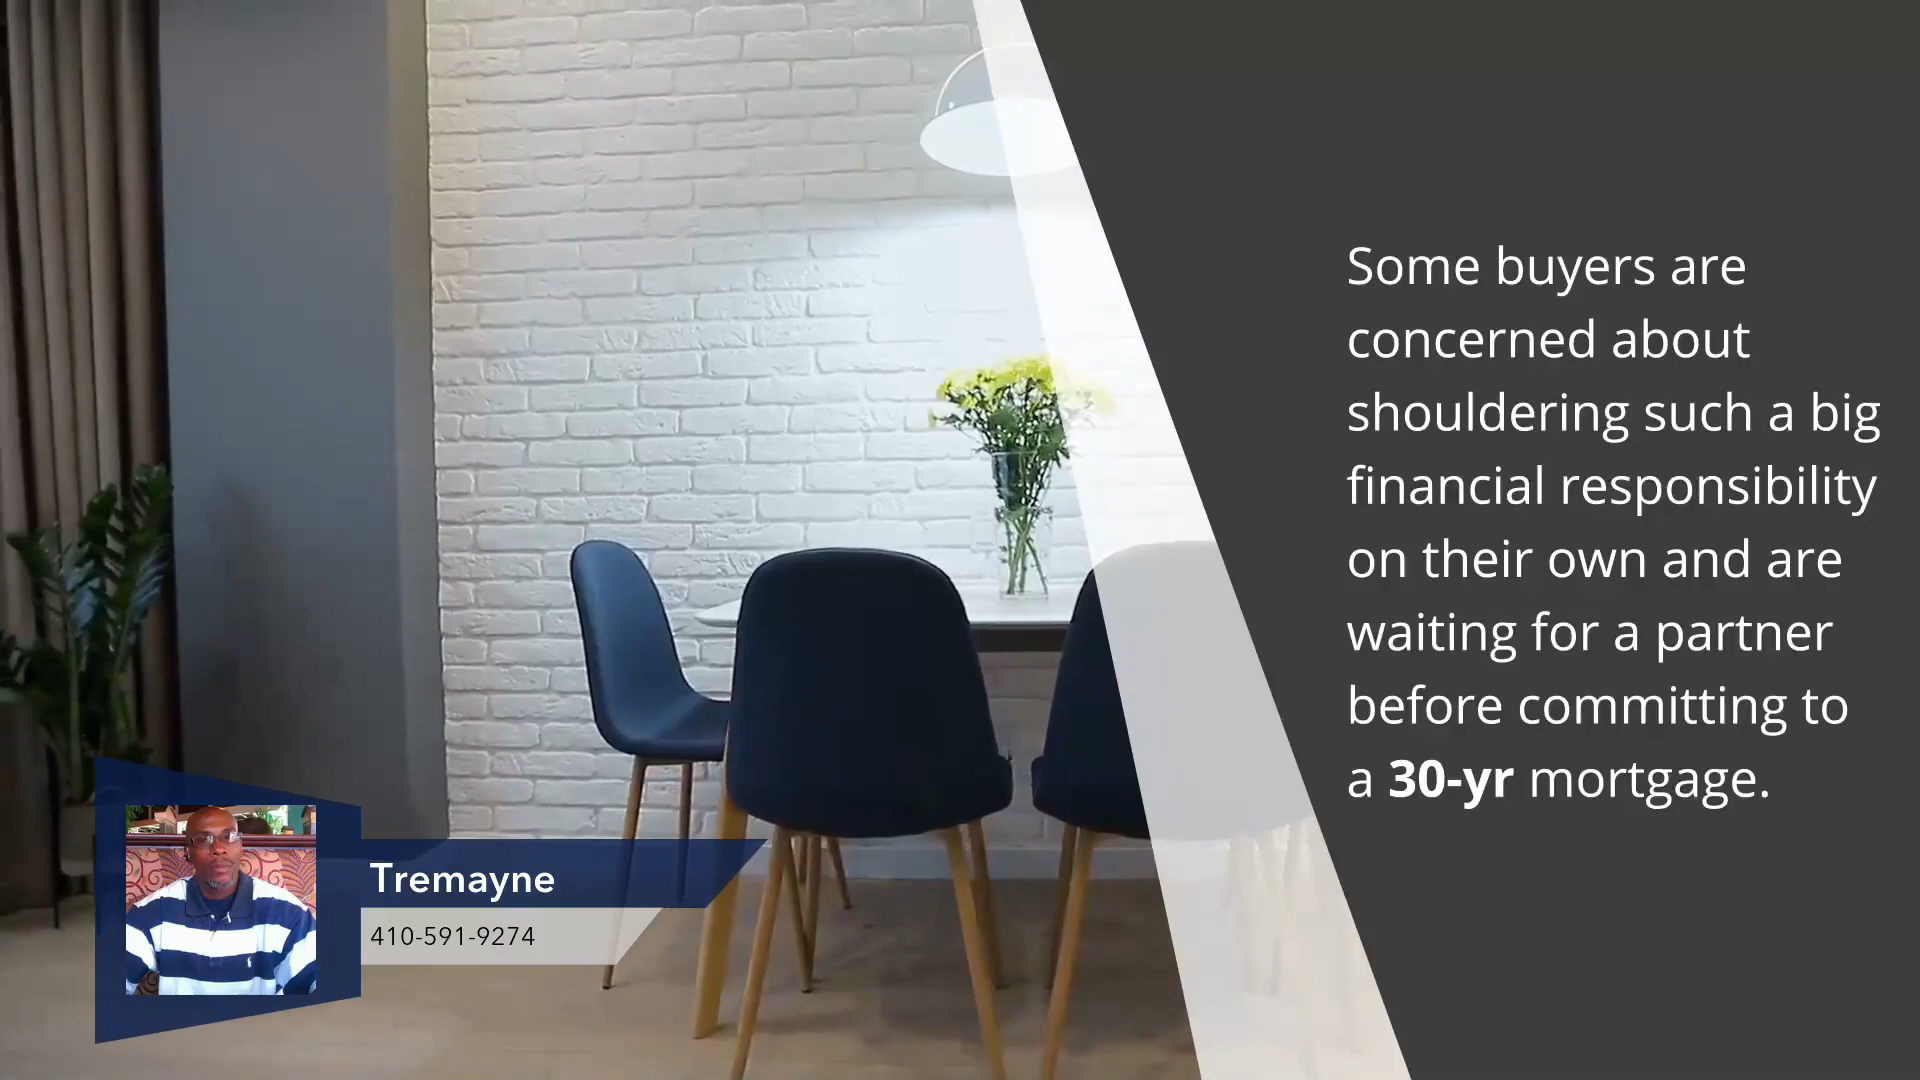 Some buyers are
concerned about
shouldering such a big
financial responsibility
on their own and are
waiting for a partner
before committing to
a 30-yr mortgage.
Tremayne
410-591-9274